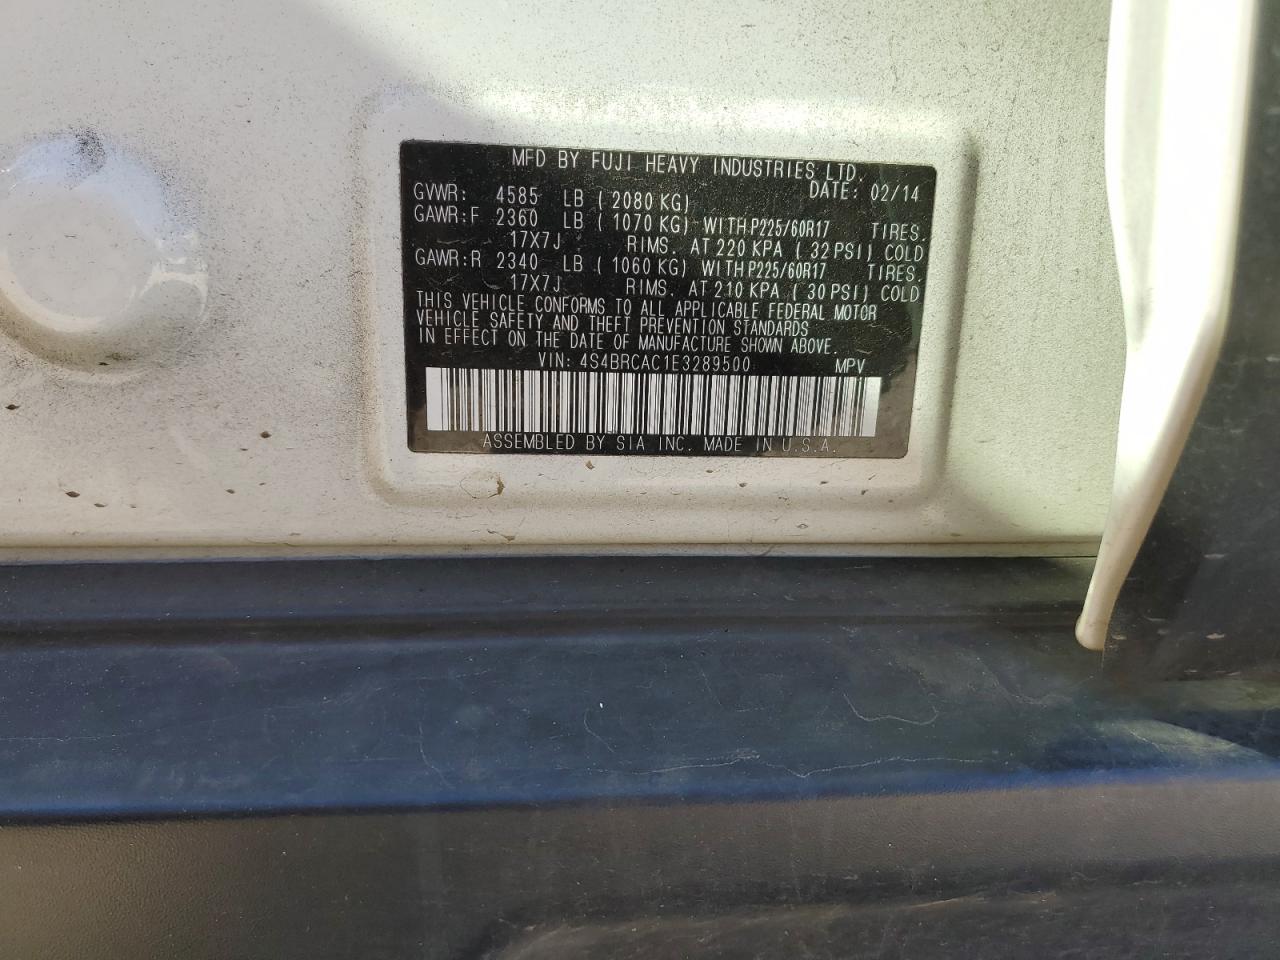 MFD BY FUJI HEAVY INDUSTRIES LTD.
DATE: 02/14
GVWR: 4585 LB (2080 KG)
GAWR:F 2360 LB (1070 KG) WITH P225/60R17 TIRES.
17X7J RIMS. AT 220 KPA (32 PSI) COLD
GAWR:R 2340 LB (1060 KG) WITH P225/60R17 TIRES.
17X7J RIMS. AT 210 KPA (30 PSI) COLD
THIS VEHICLE CONFORMS TO ALL APPLICABLE FEDERAL MOTOR
VEHICLE SAFETY AND THEFT PREVENTION STANDARDS
IN EFFECT ON THE DATE OF MANUFACTURE SHOWN ABOVE.
VIN: 4S4BRCAC1E3289500 MPV
ASSEMBLED BY SIA INC. MADE IN U.S.A.